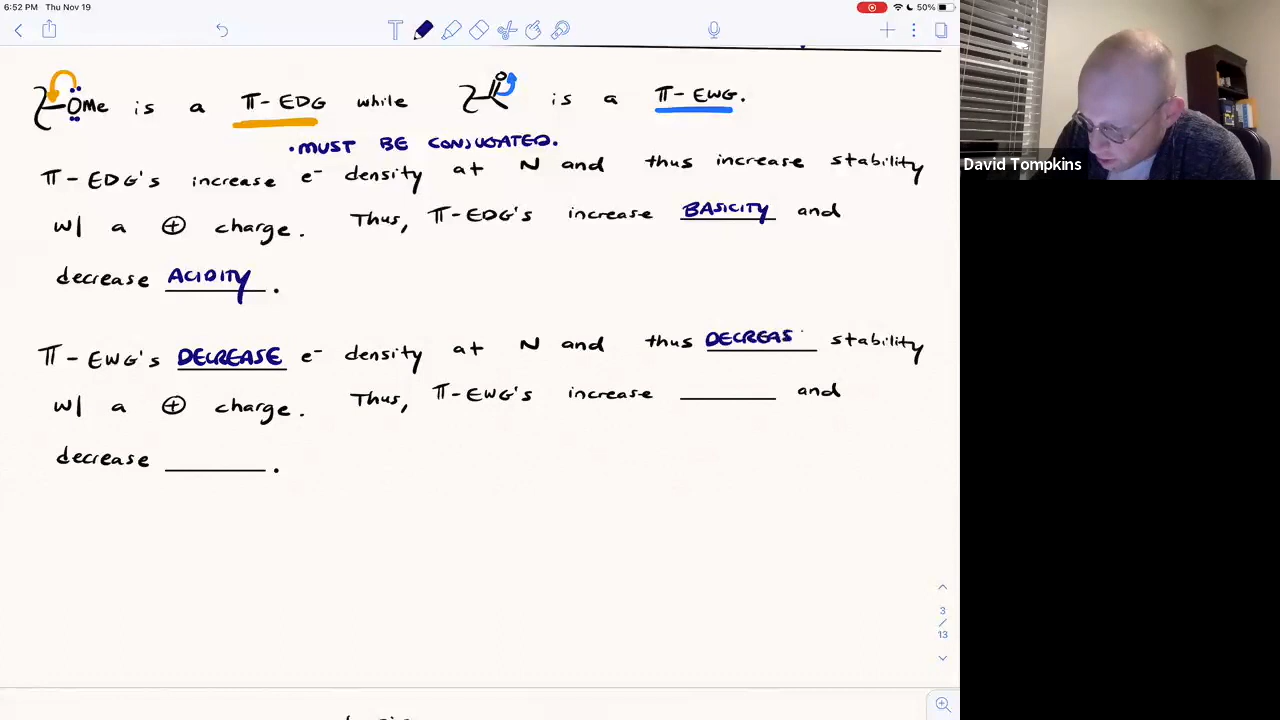 6:52 PM Thu Nov 19
50%
OMe is a π-EDG while O is a π-EWG.
• MUST BE CONJUGATED.
π-EDG's increase e⁻ density at N and thus increase stability
w/ a ⊕ charge. Thus, π-EDG's increase BASICITY and
decrease ACIDITY.
π-EWG's DECREASE e⁻ density at N and thus DECREAS stability
w/ a ⊕ charge. Thus, π-EWG's increase ______ and
decrease ______.
3
/
13
David Tompkins